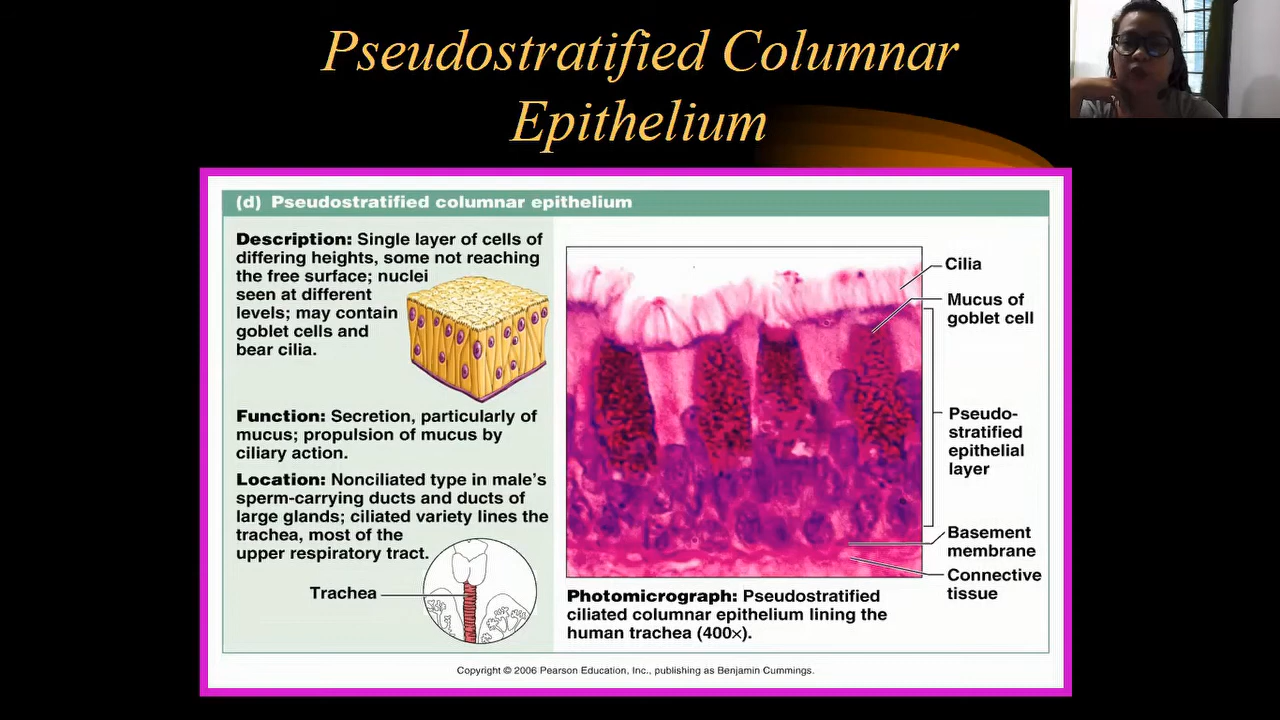 Pseudostratified Columnar
Epithelium
(d) Pseudostratified columnar epithelium
Description: Single layer of cells of
differing heights, some not reaching
the free surface; nuclei
seen at different
levels; may contain
goblet cells and
bear cilia.
Function: Secretion, particularly of
mucus; propulsion of mucus by
ciliary action.
Location: Nonciliated type in male's
sperm-carrying ducts and ducts of
large glands; ciliated variety lines the
trachea, most of the
upper respiratory tract.
Trachea
Cilia
Mucus of
goblet cell
Pseudo-
stratified
epithelial
layer
Basement
membrane
Connective
tissue
Photomicrograph: Pseudostratified
ciliated columnar epithelium lining the
human trachea (400×).
Copyright © 2006 Pearson Education, Inc., publishing as Benjamin Cummings.